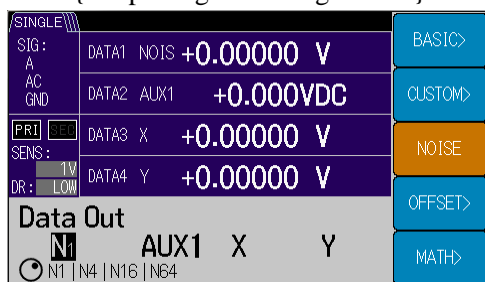 SINGLE
SIG:
A
AC
GND
PRI SEC
SENS:
1V
DR: LOW
DATA1 NOIS +0.00000 V
DATA2 AUX1 +0.000VDC
DATA3 X +0.00000 V
DATA4 Y +0.00000 V
Data Out
N1 AUX1 X Y
N1 | N4 | N16 | N64
BASIC>
CUSTOM>
NOISE
OFFSET>
MATH>